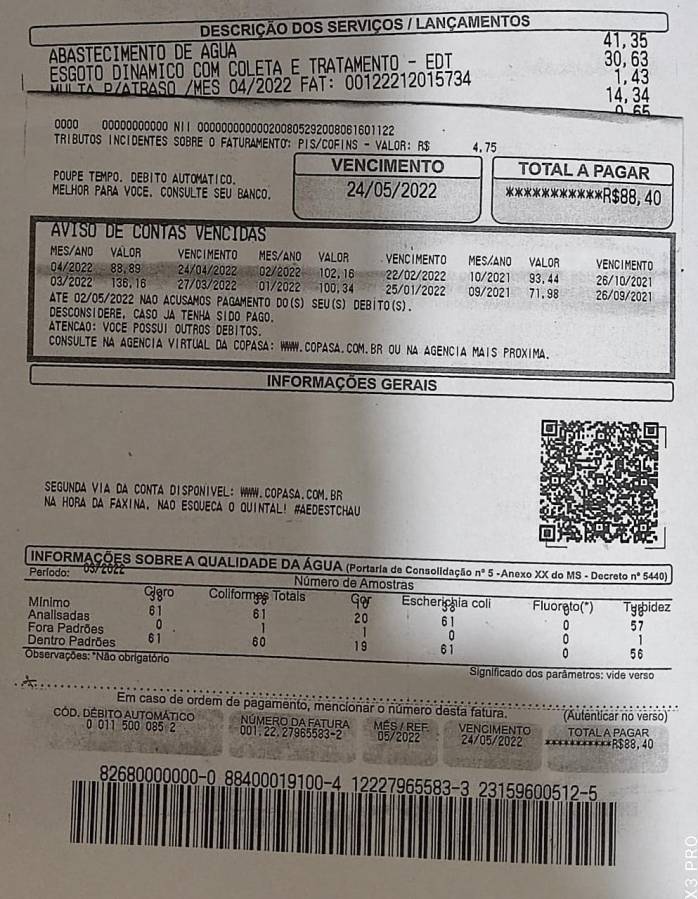 DESCRIÇÃO DOS SERVIÇOS / LANÇAMENTOS
ABASTECIMENTO DE AGUA 41,35
ESGOTO DINAMICO COM COLETA E TRATAMENTO - EDT 30,63
MULTA P/ATRASO /MES 04/2022 FAT: 00122212015734 1,43
14,34
0,65
0000 00000000000 NII 00000000000020080529200806160112​2
TRIBUTOS INCIDENTES SOBRE O FATURAMENTO: PIS/COFINS - VALOR: R$ 4,75
VENCIMENTO TOTAL A PAGAR
POUPE TEMPO. DEBITO AUTOMATICO.
MELHOR PARA VOCE. CONSULTE SEU BANCO.
24/05/2022 ***********R$88,40
AVISO DE CONTAS VENCIDAS
MES/ANO VALOR VENCIMENTO MES/ANO VALOR VENCIMENTO MES/ANO VALOR VENCIMENTO
04/2022 88,89 24/04/2022 02/2022 102,16 22/02/2022 10/2021 93,44 26/10/2021
03/2022 136,16 27/03/2022 01/2022 100,34 25/01/2022 09/2021 71,98 26/09/2021
ATE 02/05/2022 NAO ACUSAMOS PAGAMENTO DO(S) SEU(S) DEBITO(S).
DESCONSIDERE, CASO JA TENHA SIDO PAGO.
ATENCAO: VOCE POSSUI OUTROS DEBITOS.
CONSULTE NA AGENCIA VIRTUAL DA COPASA: WWW.COPASA.COM.BR OU NA AGENCIA MAIS PROXIMA.
INFORMAÇÕES GERAIS
SEGUNDA VIA DA CONTA DISPONIVEL: WWW.COPASA.COM.BR
NA HORA DA FAXINA, NAO ESQUECA O QUINTAL! #AEDESTCHAU
INFORMAÇÕES SOBRE A QUALIDADE DA ÁGUA (Portaria de Consolidação nº 5 -Anexo XX do MS - Decreto nº 5440)
Período: 03/2022 Número de Amostras
Cloro Coliformes Totais Cor Escherichia coli Fluoreto(*) Turbidez
Mínimo
Analisadas 61 61 20 61 0 57
Fora Padrões 0 1 1 0 0 1
Dentro Padrões 61 60 19 61 0 56
Observações: *Não obrigatório
Significado dos parâmetros: vide verso
Em caso de ordem de pagamento, mencionar o número desta fatura. (Autenticar no verso)
CÓD. DÉBITO AUTOMÁTICO NÚMERO DA FATURA MÊS / REF. VENCIMENTO TOTAL A PAGAR
0 011 500 085 2 001.22.27965583-2 05/2022 24/05/2022 ***********R$88,40
82680000000-0 88400019100-4 12227965583-3 23159600512-5
X3 PRO